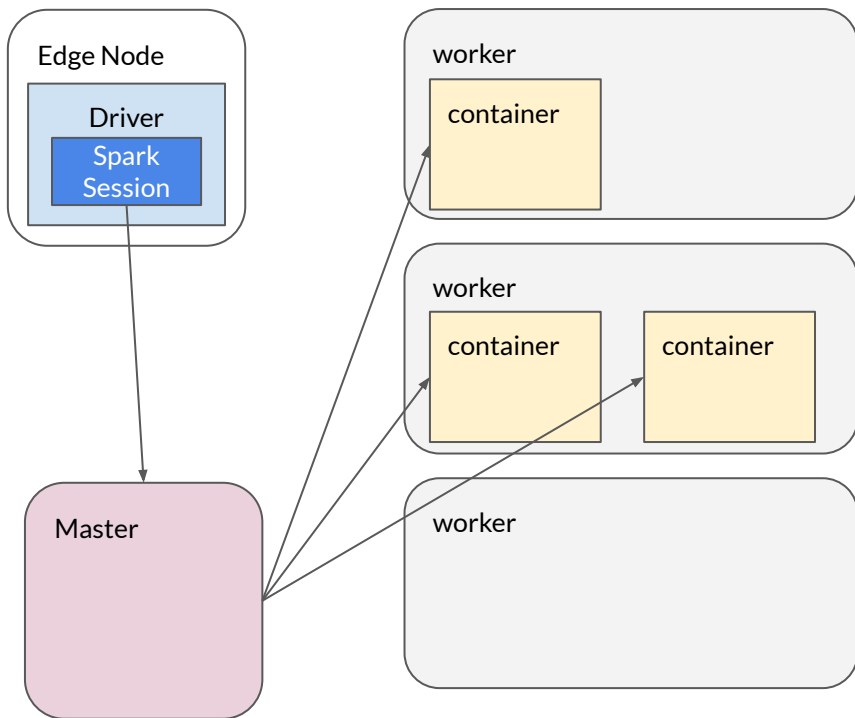 Edge Node
Driver
Spark
Session
Master
worker
container
worker
container
container
worker